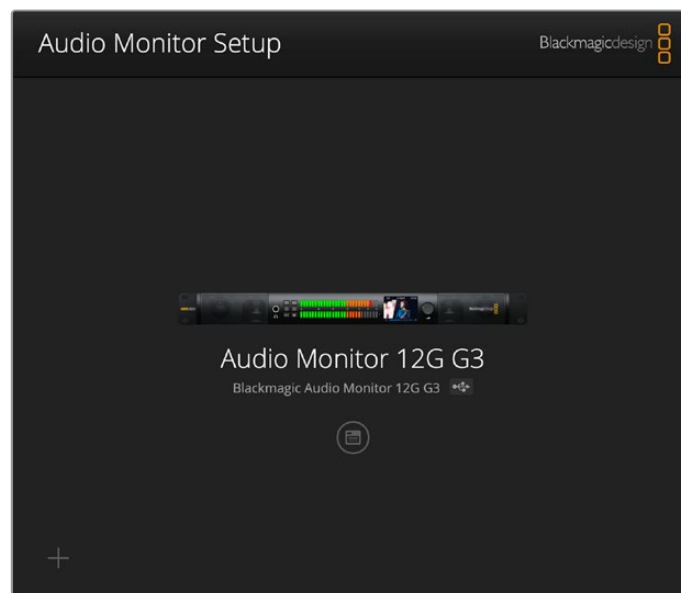 Audio Monitor Setup
Blackmagicdesign
Audio Monitor 12G G3
Blackmagic Audio Monitor 12G G3